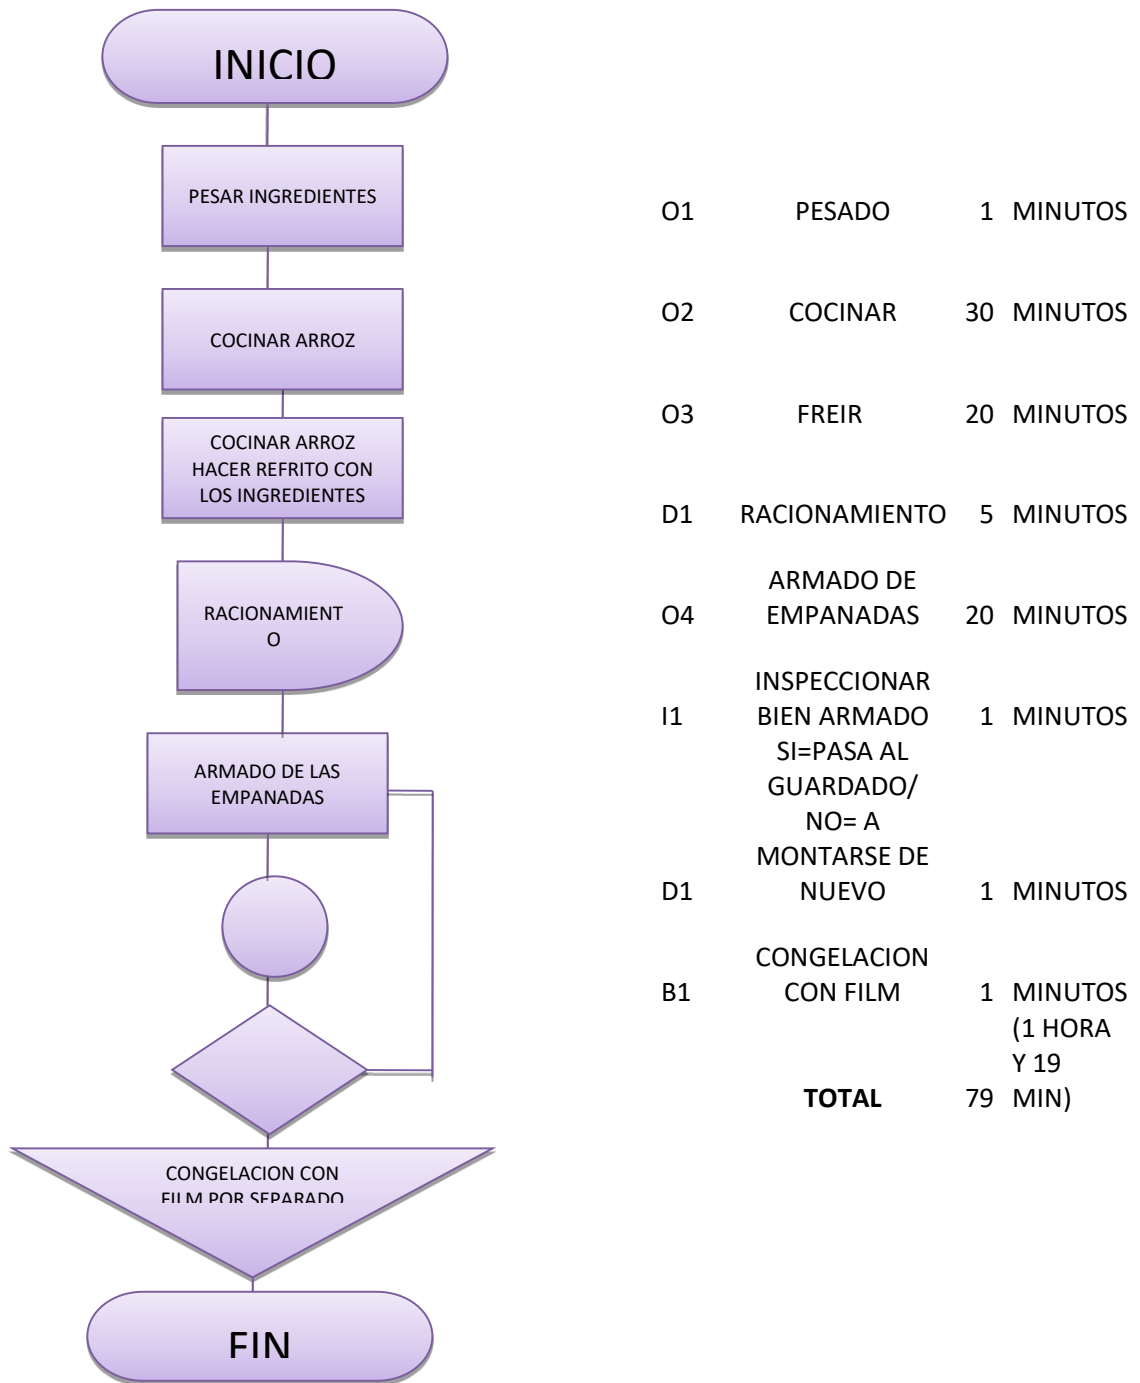 INICIO
PESAR INGREDIENTES
COCINAR ARROZ
COCINAR ARROZ
HACER REFRITO CON
LOS INGREDIENTES
RACIONAMIENT
O
ARMADO DE LAS
EMPANADAS
CONGELACION CON
FILM POR SEPARADO
FIN
O1 PESADO 1 MINUTOS
O2 COCINAR 30 MINUTOS
O3 FREIR 20 MINUTOS
D1 RACIONAMIENTO 5 MINUTOS
ARMADO DE
O4 EMPANADAS 20 MINUTOS
INSPECCIONAR
I1 BIEN ARMADO 1 MINUTOS
SI=PASA AL
GUARDADO/
NO= A
MONTARSE DE
D1 NUEVO 1 MINUTOS
CONGELACION
B1 CON FILM 1 MINUTOS
(1 HORA
Y 19
TOTAL 79 MIN)